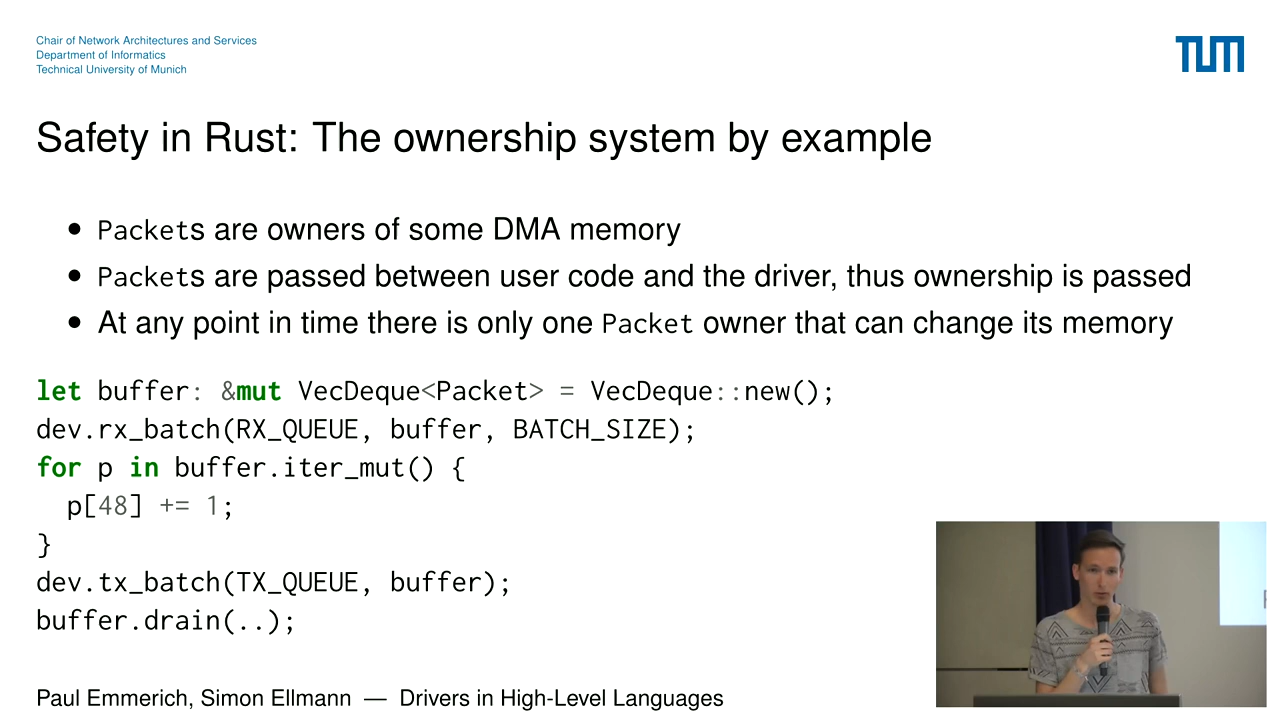 Chair of Network Architectures and Services
Department of Informatics
Technical University of Munich
TUM
Safety in Rust: The ownership system by example
• Packets are owners of some DMA memory
• Packets are passed between user code and the driver, thus ownership is passed
• At any point in time there is only one Packet owner that can change its memory
let buffer: &mut VecDeque<Packet> = VecDeque::new();
dev.rx_batch(RX_QUEUE, buffer, BATCH_SIZE);
for p in buffer.iter_mut() {
  p[48] += 1;
}
dev.tx_batch(TX_QUEUE, buffer);
buffer.drain(..);
Paul Emmerich, Simon Ellmann — Drivers in High-Level Languages